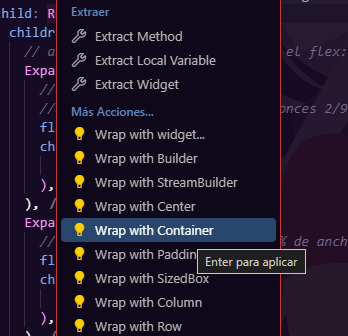 Extraer
child: R
Extract Method
childre
Extract Local Variable
// a
el flex:
Expa
Extract Widget
//
Más Acciones...
//
onces 2/9
Wrap with widget...
fl
ch
Wrap with Builder
Wrap with StreamBuilder
),
Wrap with Center
), /
Wrap with Container
Expa
//
Wrap with Paddin
% de anch
Enter para aplicar
fl
Wrap with SizedBox
ch
Wrap with Column
),
Wrap with Row